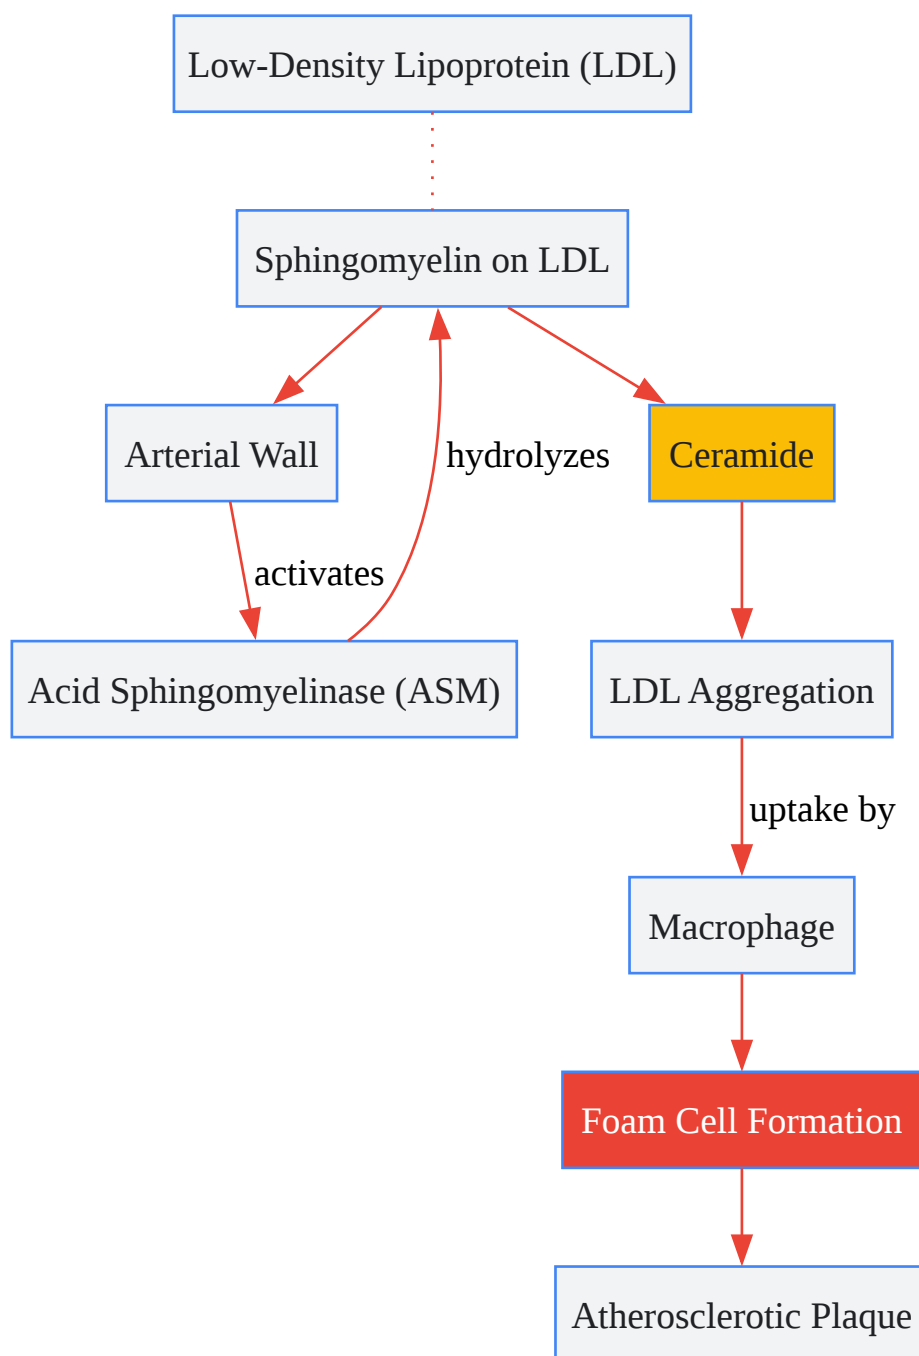 Low-Density Lipoprotein (LDL)
Sphingomyelin on LDL
Arterial Wall
hydrolyzes
Ceramide
activates
Acid Sphingomyelinase (ASM)
LDL Aggregation
uptake by
Macrophage
Foam Cell Formation
Atherosclerotic Plaque